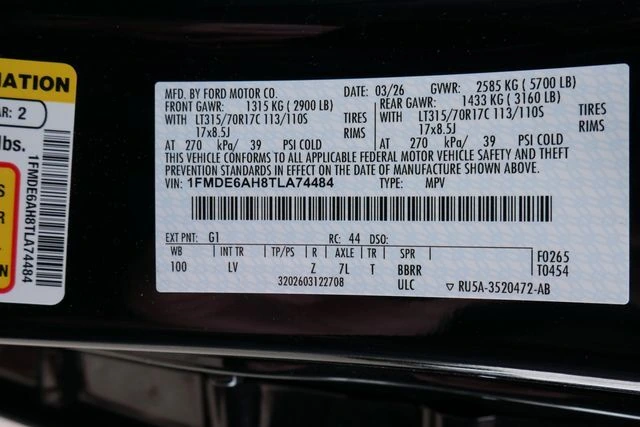 ATION
AR: 2
lbs.
1FMDE6AH8TLA74484
S
E
ON
MFD. BY FORD MOTOR CO. DATE: 03/26 GVWR: 2585 KG ( 5700 LB)
FRONT GAWR: 1315 KG ( 2900 LB) REAR GAWR: 1433 KG ( 3160 LB)
WITH LT315/70R17C 113/110S TIRES WITH LT315/70R17C 113/110S TIRES
17x8.5J RIMS 17x8.5J RIMS
AT 270 kPa/ 39 PSI COLD AT 270 kPa/ 39 PSI COLD
THIS VEHICLE CONFORMS TO ALL APPLICABLE FEDERAL MOTOR VEHICLE SAFETY AND THEFT
PREVENTION STANDARDS IN EFFECT ON THE DATE OF MANUFACTURE SHOWN ABOVE.
VIN: 1FMDE6AH8TLA74484 TYPE: MPV
EXT PNT: G1 RC: 44 DSO:
WB INT TR TP/PS R AXLE TR SPR F0265
100 LV Z 7L T BBRR T0454
3202603122708 ULC ▽ RU5A-3520472-AB